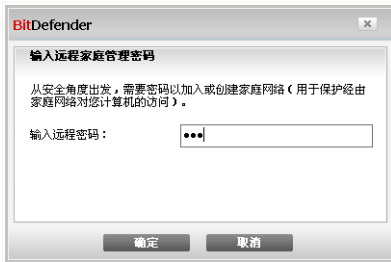 BitDefender
输入远程家庭管理密码
从安全角度出发,需要密码以加入或创建家庭网络(用于保护经由
家庭网络对您计算机的访问)。
输入远程密码: •••
确定 取消